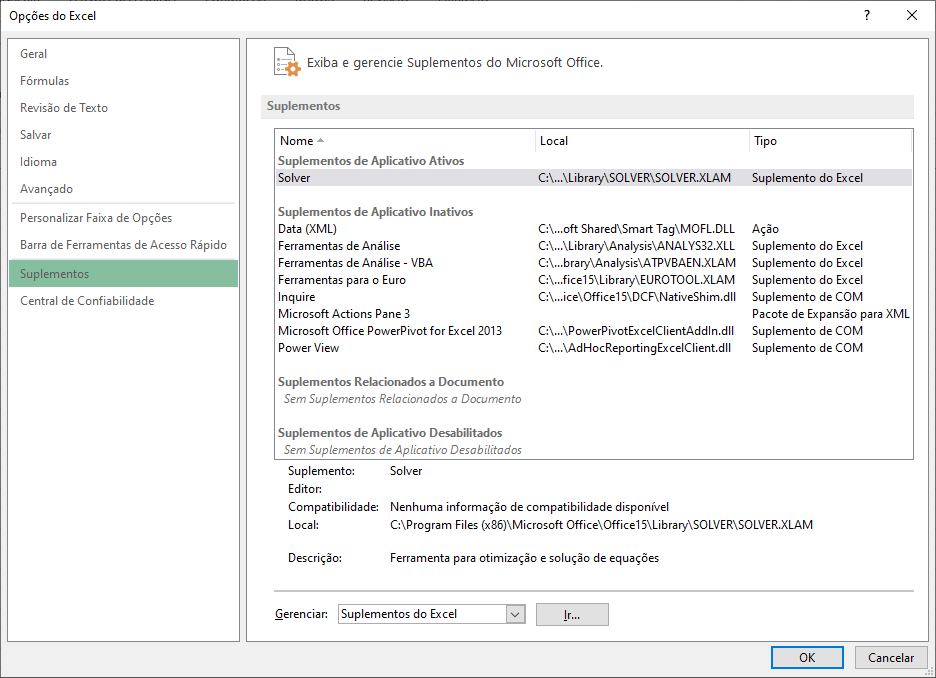 Opções do Excel ?
Geral
Fórmulas
Revisão de Texto
Salvar
Idioma
Avançado
Personalizar Faixa de Opções
Barra de Ferramentas de Acesso Rápido
Suplementos
Central de Confiabilidade
Exiba e gerencie Suplementos do Microsoft Office.
Suplementos
Nome Local Tipo
Suplementos de Aplicativo Ativos
Solver C:\...\Library\SOLVER\SOLVER.XLAM Suplemento do Excel
Suplementos de Aplicativo Inativos
Data (XML) C:\...oft Shared\Smart Tag\MOFL.DLL Ação
Ferramentas de Análise C:\...\Library\Analysis\ANALYS32.XLL Suplemento do Excel
Ferramentas de Análise - VBA C:\...brary\Analysis\ATPVBAEN.XLAM Suplemento do Excel
Ferramentas para o Euro C:\...fice15\Library\EUROTOOL.XLAM Suplemento do Excel
Inquire C:\...ice\Office15\DCF\NativeShim.dll Suplemento de COM
Microsoft Actions Pane 3 Pacote de Expansão para XML
Microsoft Office PowerPivot for Excel 2013 C:\...\PowerPivotExcelClientAddIn.dll Suplemento de COM
Power View C:\...\AdHocReportingExcelClient.dll Suplemento de COM
Suplementos Relacionados a Documento
Sem Suplementos Relacionados a Documento
Suplementos de Aplicativo Desabilitados
Sem Suplementos de Aplicativo Desabilitados
Suplemento: Solver
Editor:
Compatibilidade: Nenhuma informação de compatibilidade disponível
Local: C:\Program Files (x86)\Microsoft Office\Office15\Library\SOLVER\SOLVER.XLAM
Descrição: Ferramenta para otimização e solução de equações
Gerenciar: Suplementos do Excel Ir...
OK Cancelar